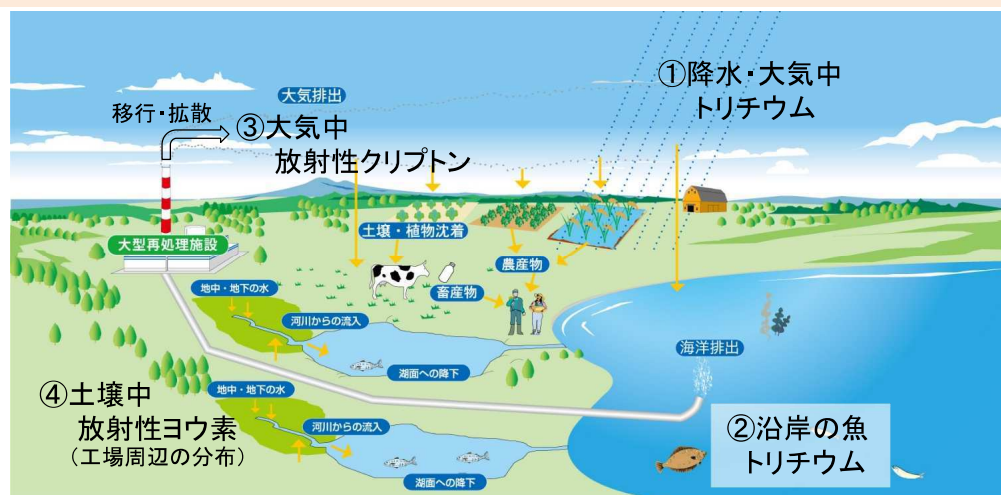 ①降水・大気中
トリチウム
大気排出
移行・拡散
③大気中
放射性クリプトン
土壌・植物沈着
大型再処理施設
農産物
畜産物
地中・地下の水
河川からの流入
海洋排出
湖面への降下
④土壌中
放射性ヨウ素
（工場周辺の分布）
地中・地下の水
河川からの流入
湖面への降下
②沿岸の魚
トリチウム